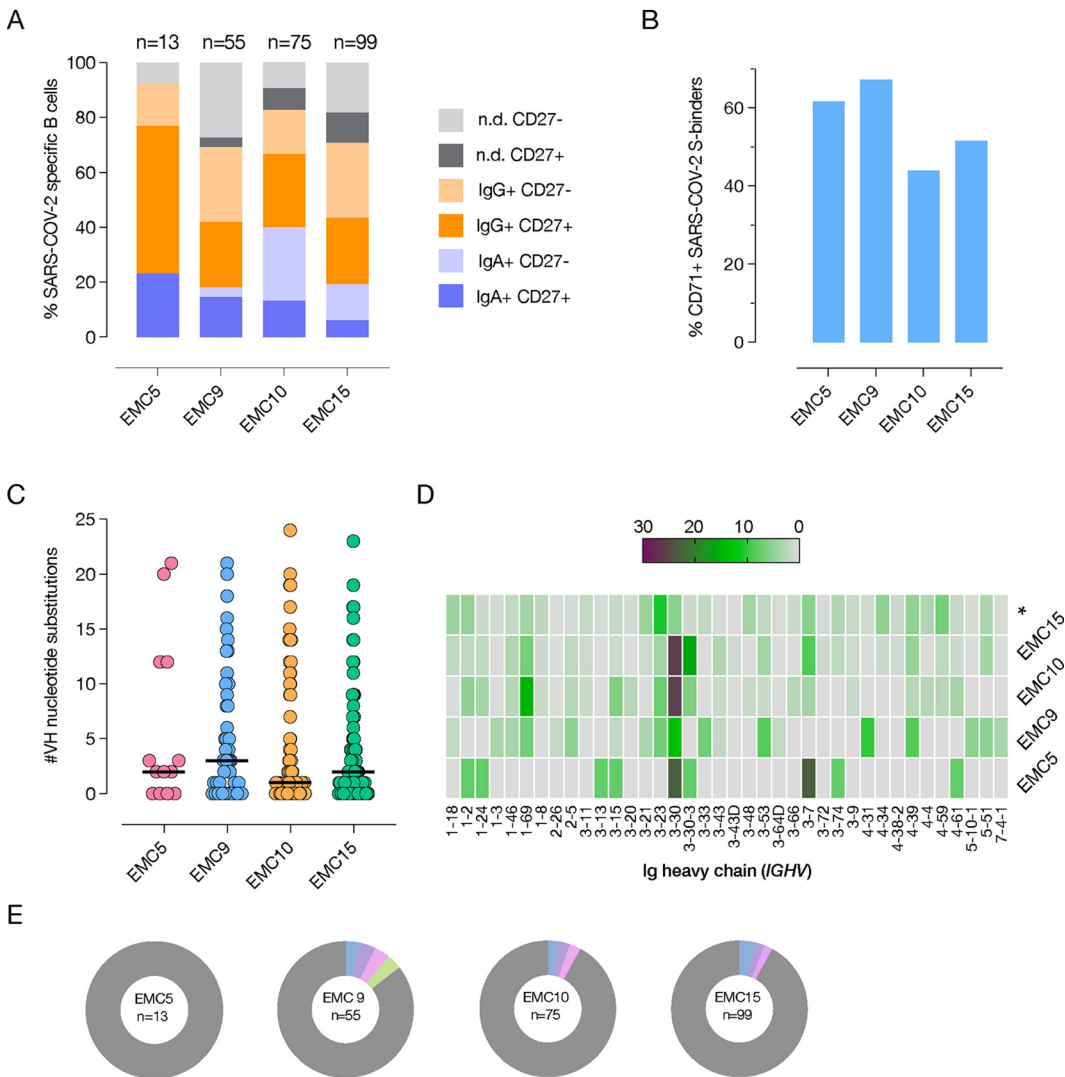 A
n=13 n=55 n=75 n=99
% SARS-COV-2 specific B cells
100
80
60
40
20
0
EMC5 EMC9 EMC10 EMC15
n.d. CD27-
n.d. CD27+
IgG+ CD27-
IgG+ CD27+
IgA+ CD27-
IgA+ CD27+
B
% CD71+ SARS-COV-2 S-binders
60
40
20
0
EMC5 EMC9 EMC10 EMC15
C
#VH nucleotide substitutions
25
20
15
10
5
0
EMC5 EMC9 EMC10 EMC15
D
30 20 10 0
*
EMC15
EMC10
EMC9
EMC5
1-18 1-2 1-24 1-3 1-46 1-69 1-8 2-26 2-5 3-11 3-13 3-15 3-20 3-21 3-23 3-30 3-30-3 3-33 3-43 3-43D 3-48 3-53 3-64D 3-66 3-7 3-72 3-74 3-9 4-31 4-34 4-38-2 4-39 4-4 4-59 4-61 5-10-1 5-51 7-4-1
Ig heavy chain (IGHV)
E
EMC5
n=13
EMC 9
n=55
EMC10
n=75
EMC15
n=99